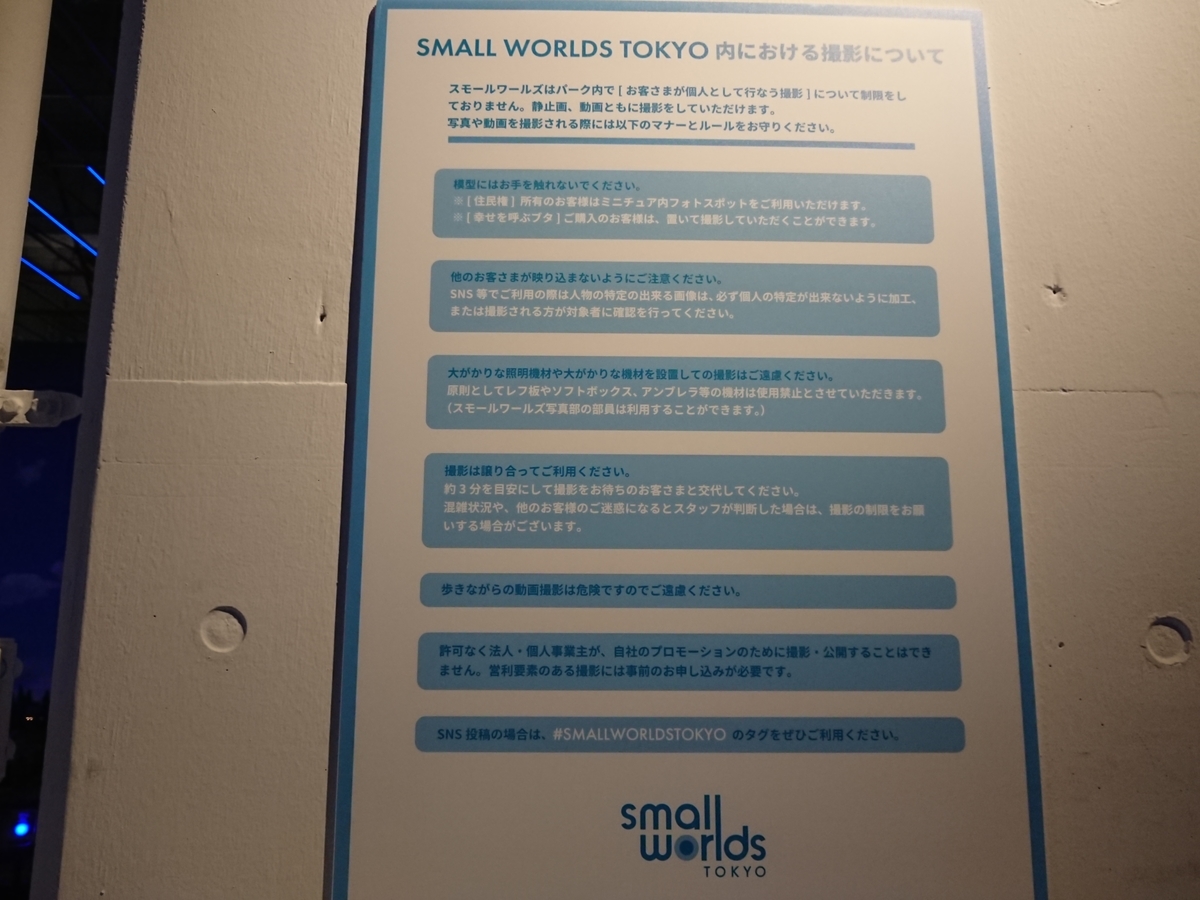 SMALL WORLDS TOKYO 内における撮影について
スモールワールズはパーク内で [ お客さまが個人として行なう撮影 ] について制限をし
ておりません。静止画、動画ともに撮影をしていただけます。
写真や動画を撮影される際には以下のマナーとルールをお守りください。
模型にはお手を触れないでください。
※ [ 住民権 ] 所有のお客様はミニチュア内フォトスポットをご利用いただけます。
※ [ 幸せを呼ぶブタ ] ご購入のお客様は、置いて撮影していただくことができます。
他のお客さまが映り込まないようにご注意ください。
SNS 等でご利用の際は人物の特定の出来る画像は、必ず個人の特定が出来ないように加工、
または撮影される方が対象者に確認を行ってください。
大がかりな照明機材や大がかりな機材を設置しての撮影はご遠慮ください。
原則としてレフ板やソフトボックス、アンブレラ等の機材は使用禁止とさせていただきます。
（スモールワールズ写真部の部員は利用することができます。）
撮影は譲り合ってご利用ください。
約 3 分を目安にして撮影をお待ちのお客さまと交代してください。
混雑状況や、他のお客様のご迷惑になるとスタッフが判断した場合は、撮影の制限をお願
いする場合がございます。
歩きながらの動画撮影は危険ですのでご遠慮ください。
許可なく法人・個人事業主が、自社のプロモーションのために撮影・公開することはでき
ません。営利要素のある撮影には事前のお申し込みが必要です。
SNS 投稿の場合は、#SMALLWORLDSTOKYO のタグをぜひご利用ください。
small
worlds
TOKYO